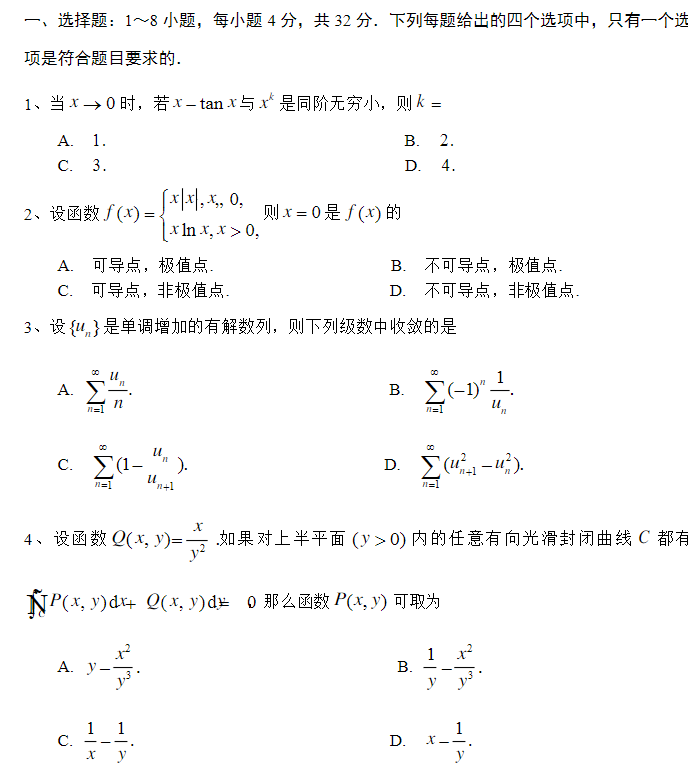 一、选择题：1～8 小题，每小题 4 分，共 32 分．下列每题给出的四个选项中，只有一个选
项是符合题目要求的．
1、当 x → 0 时，若 x − tan x 与 x^k 是同阶无穷小，则 k =
A. 1． B. 2．
C. 3． D. 4．
2、设函数 f (x) = { x|x|, x,, 0, x ln x, x > 0, 则 x = 0 是 f (x) 的
A. 可导点，极值点. B. 不可导点，极值点.
C. 可导点，非极值点. D. 不可导点，非极值点.
3、设 {u_n} 是单调增加的有解数列，则下列级数中收敛的是
A. ∑_{n=1}^{∞} u_n/n. B. ∑_{n=1}^{∞} (−1)^n 1/u_n.
C. ∑_{n=1}^{∞} (1 − u_n/u_{n+1}). D. ∑_{n=1}^{∞} (u_{n+1}^2 − u_n^2).
4、设函数 Q(x, y) = x/y^2 .如果对上半平面 (y > 0) 内的任意有向光滑封闭曲线 C 都有
P(x, y)dx + Q(x, y)dy = 0 那么函数 P(x, y) 可取为
A. y − x^2/y^3. B. 1/y − x^2/y^3.
C. 1/x − 1/y. D. x − 1/y.